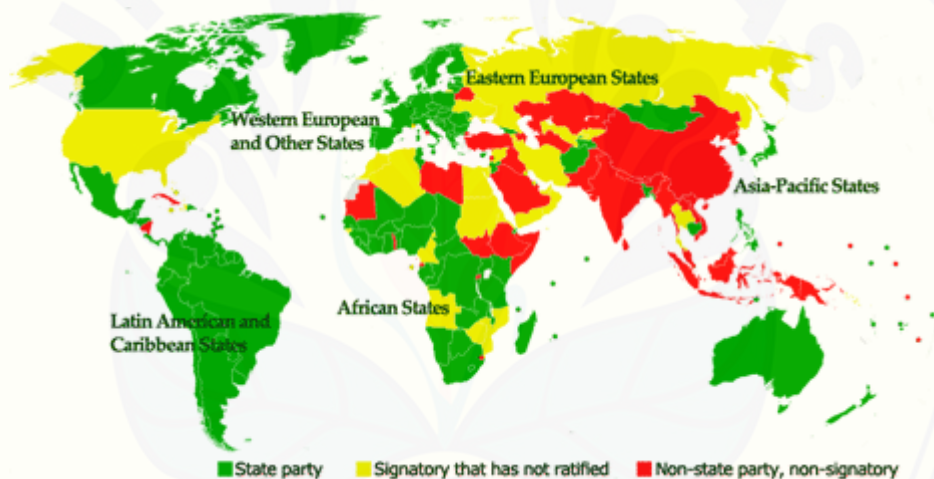 Eastern European States
Western European
and Other States
Asia-Pacific States
African States
Latin American and
Caribbean States
State party
Signatory that has not ratified
Non-state party, non-signatory